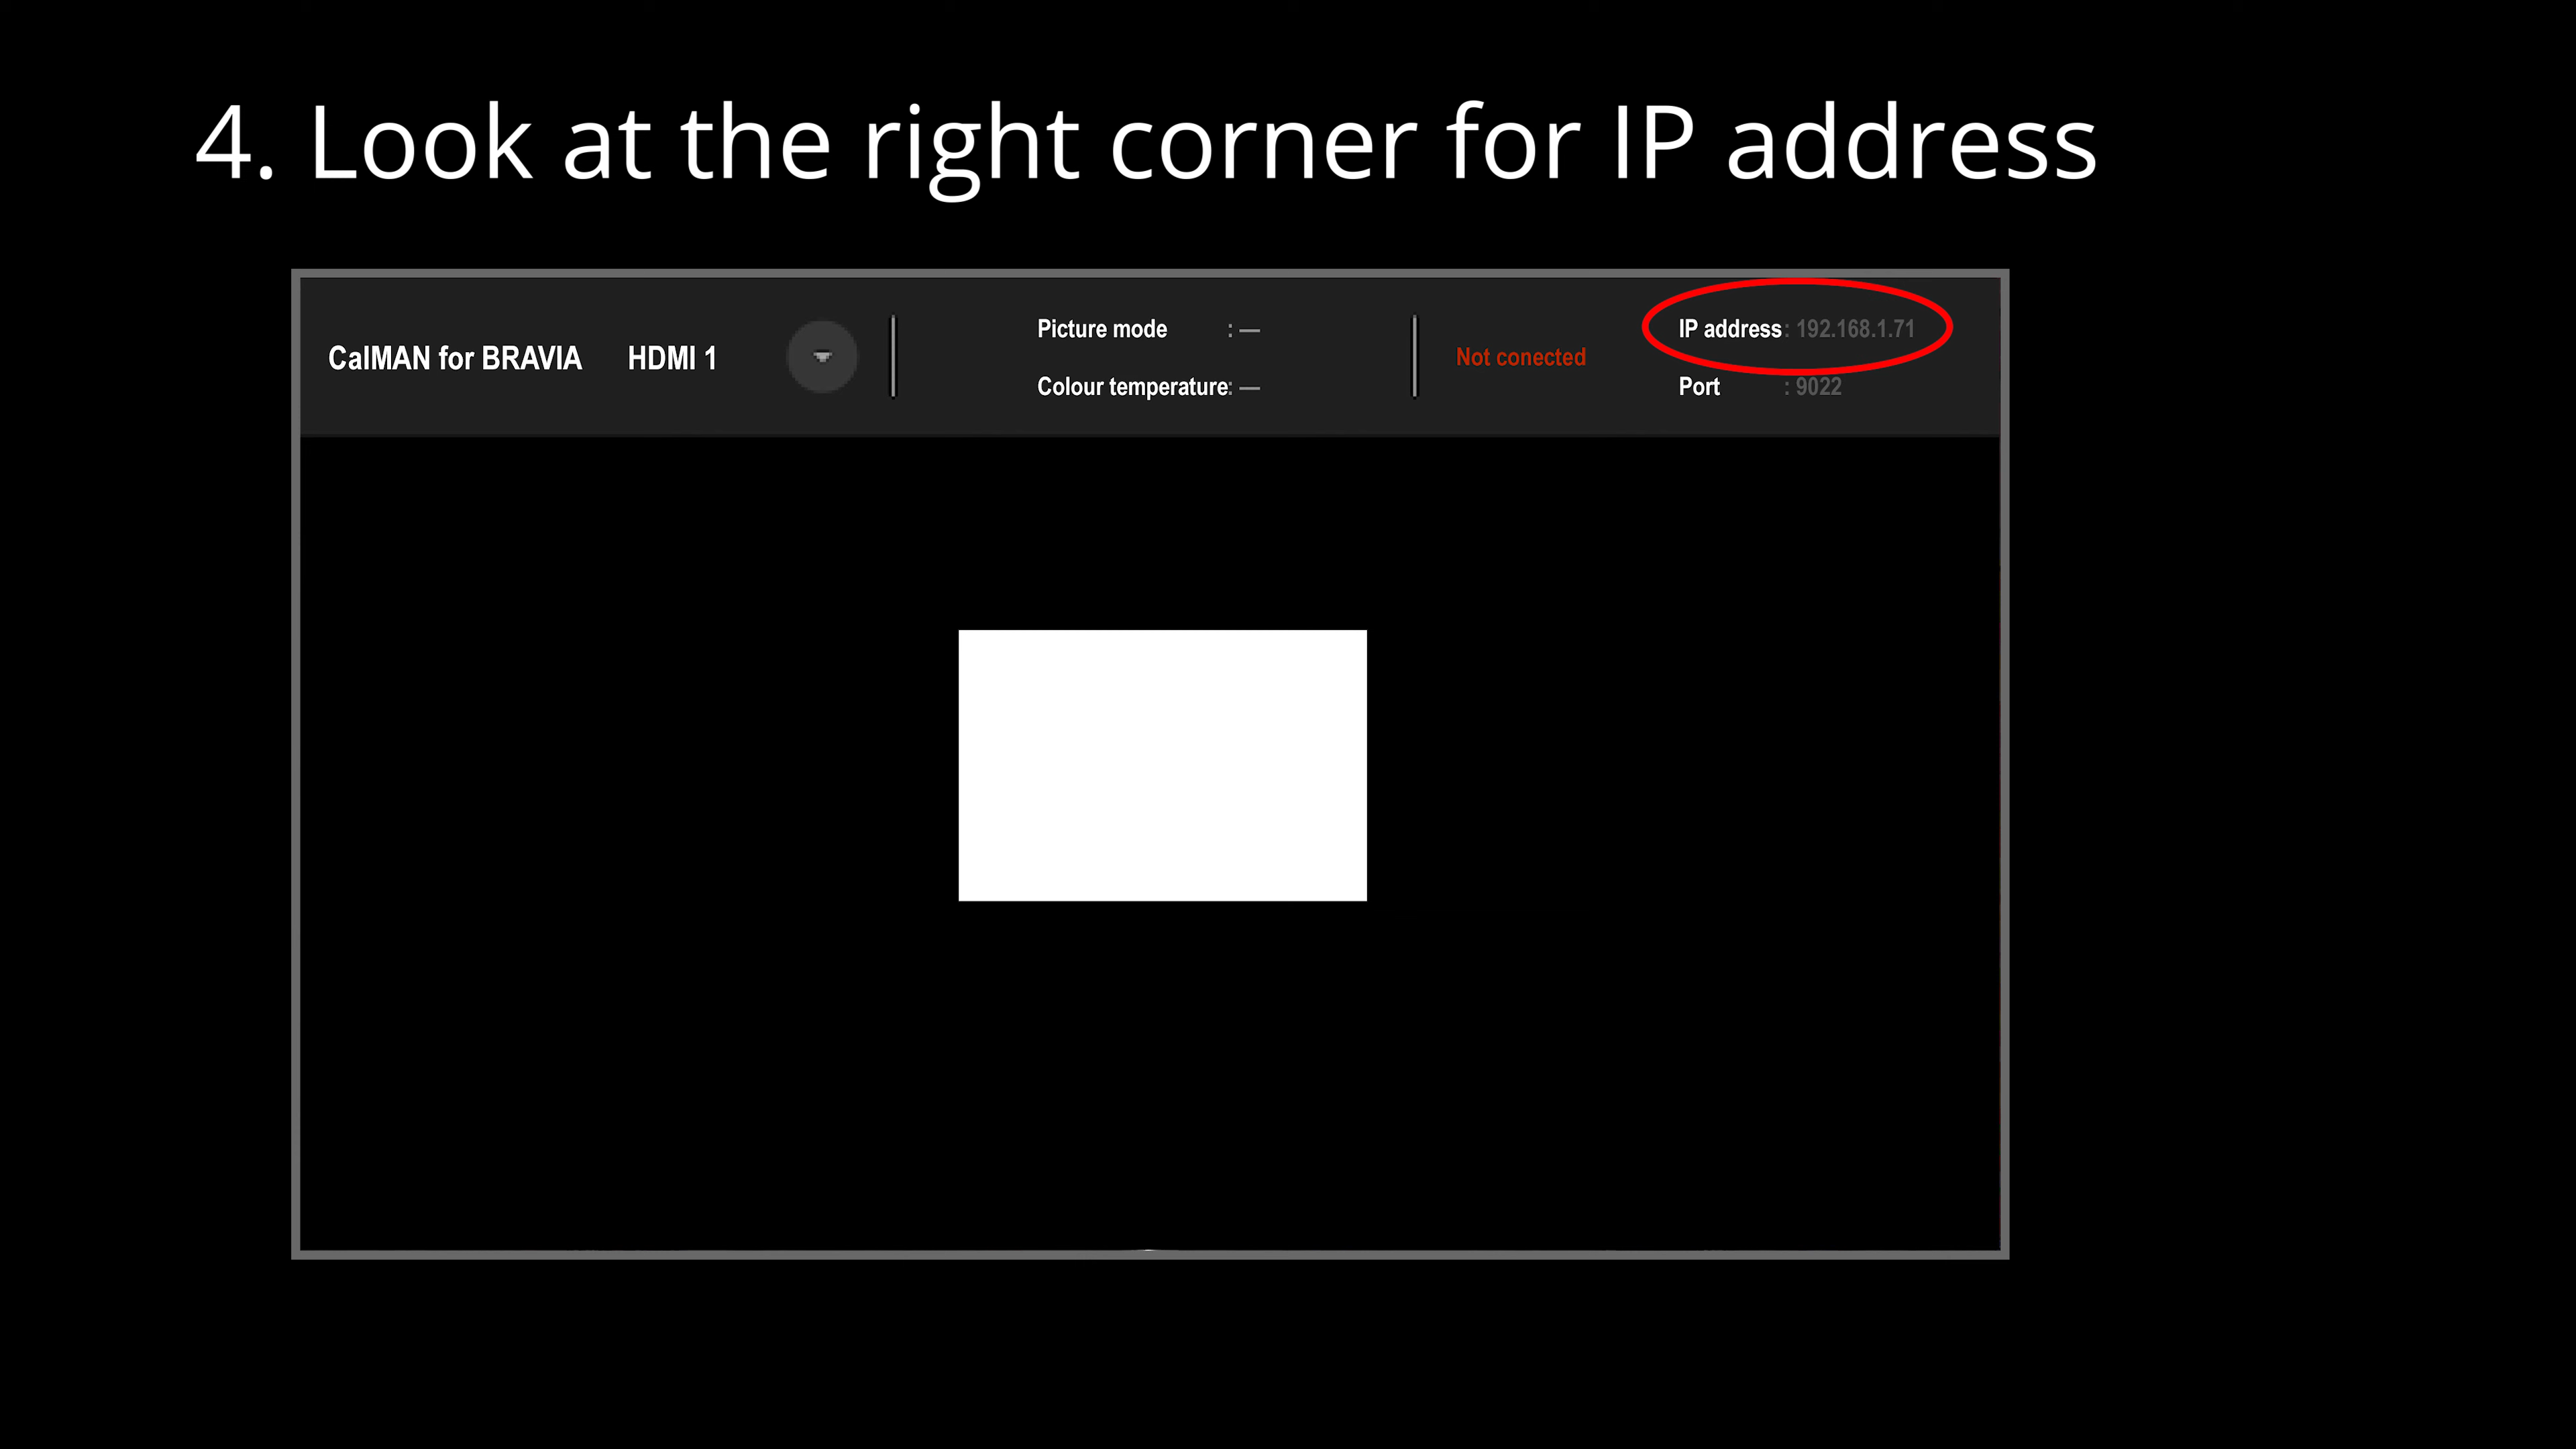 4. Look at the right corner for IP address
CalMAN for BRAVIA HDMI 1
Picture mode : —
Colour temperature: —
Not conected
IP address: 192.168.1.71
Port : 9022